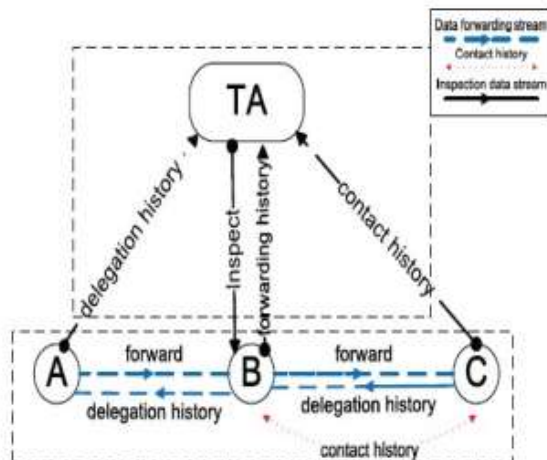 Data forwarding stream
Contact history
Inspection data stream
TA
delegation history
Inspect
forwarding history
contact history
A
forward
B
forward
C
delegation history
delegation history
contact history